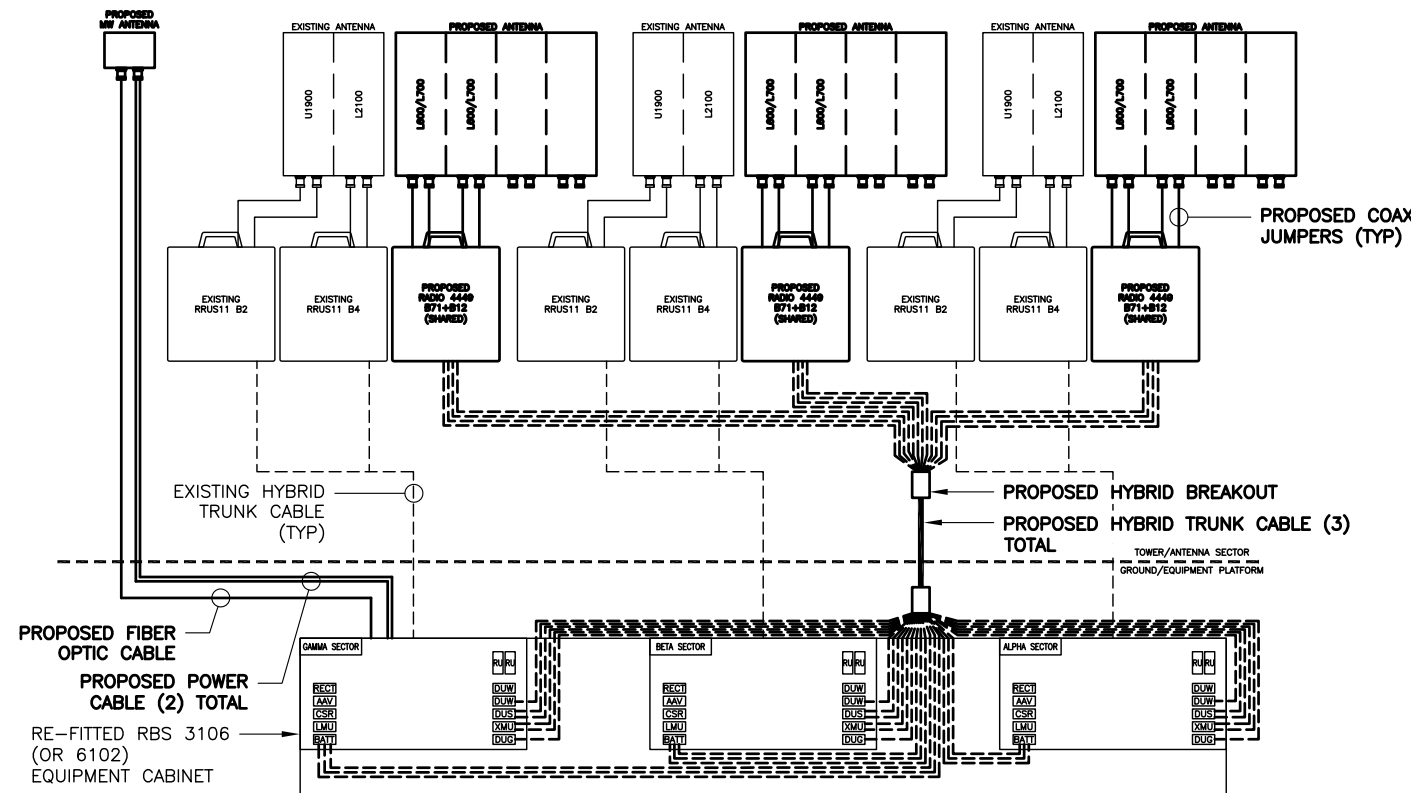 PROPOSED
MW ANTENNA
EXISTING ANTENNA
PROPOSED ANTENNA
EXISTING ANTENNA
PROPOSED ANTENNA
EXISTING ANTENNA
PROPOSED ANTENNA
U1900
L2100
L600/L700
L600/L700
U1900
L2100
L600/L700
L600/L700
U1900
L2100
L600/L700
L600/L700
PROPOSED COAX
JUMPERS (TYP)
EXISTING
RRUS11 B2
EXISTING
RRUS11 B4
PROPOSED
RADIO 4449
B71+B12
(SHARED)
EXISTING
RRUS11 B2
EXISTING
RRUS11 B4
PROPOSED
RADIO 4449
B71+B12
(SHARED)
EXISTING
RRUS11 B2
EXISTING
RRUS11 B4
PROPOSED
RADIO 4449
B71+B12
(SHARED)
EXISTING HYBRID
TRUNK CABLE
(TYP)
PROPOSED HYBRID BREAKOUT
PROPOSED HYBRID TRUNK CABLE (3)
TOTAL
TOWER/ANTENNA SECTOR
GROUND/EQUIPMENT PLATFORM
PROPOSED FIBER
OPTIC CABLE
PROPOSED POWER
CABLE (2) TOTAL
RE-FITTED RBS 3106
(OR 6102)
EQUIPMENT CABINET
GAMMA SECTOR
RU RU
RECT
AAV
CSR
LMU
BATT
DUW
DUW
DUS
XMU
DUG
BETA SECTOR
RU RU
RECT
AAV
CSR
LMU
BATT
DUW
DUW
DUS
XMU
DUG
ALPHA SECTOR
RU RU
RECT
AAV
CSR
LMU
BATT
DUW
DUW
DUS
XMU
DUG